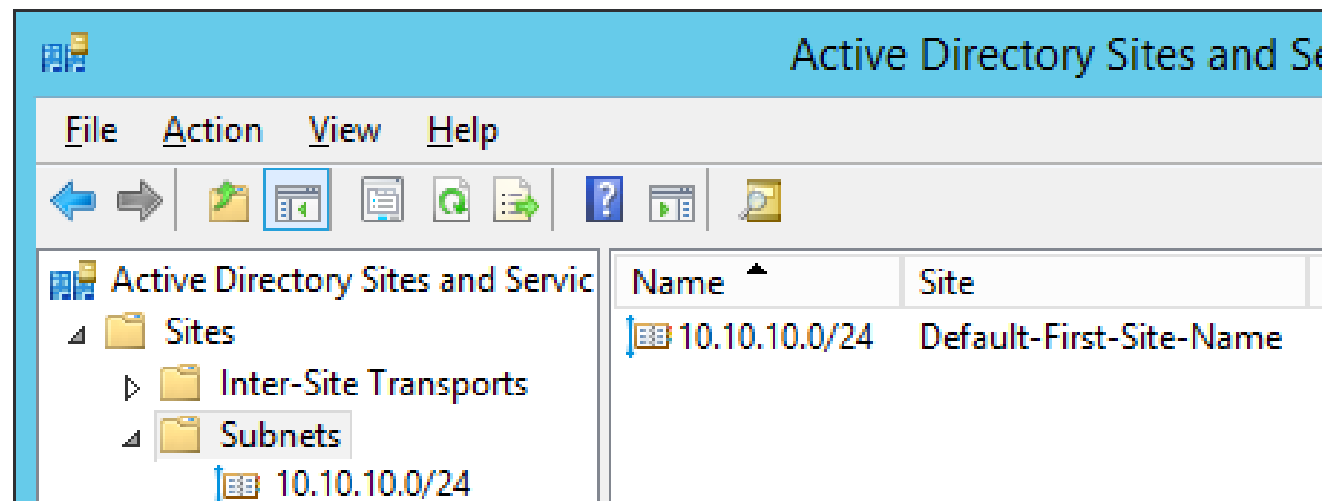 Active Directory Sites and Se
File Action View Help
Active Directory Sites and Servic
Sites
Inter-Site Transports
Subnets
10.10.10.0/24
Name Site
10.10.10.0/24 Default-First-Site-Name